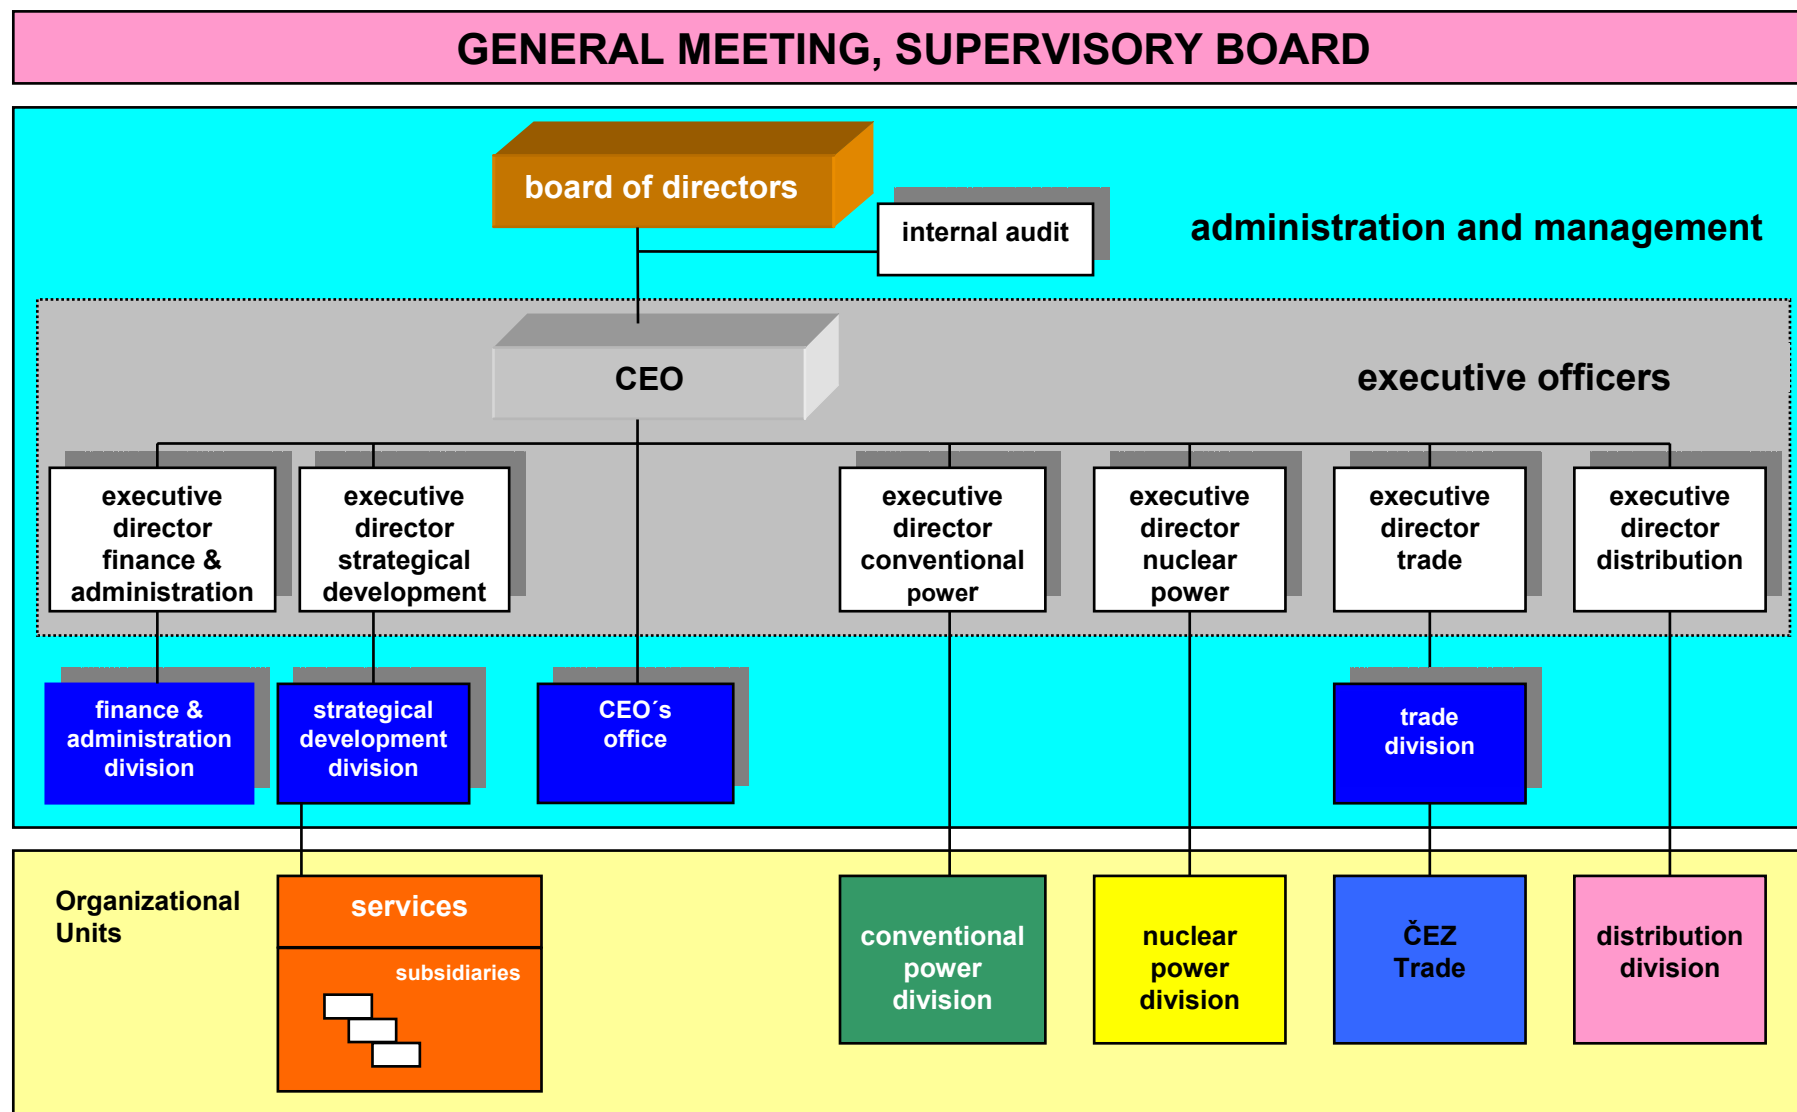 GENERAL MEETING, SUPERVISORY BOARD
board of directors
internal audit
administration and management
CEO
executive officers
executive
director
finance &
administration
executive
director
strategical
development
executive
director
conventional
power
executive
director
nuclear
power
executive
director
trade
executive
director
distribution
finance &
administration
division
strategical
development
division
CEO´s
office
trade
division
Organizational
Units
services
subsidiaries
conventional
power
division
nuclear
power
division
ČEZ
Trade
distribution
division